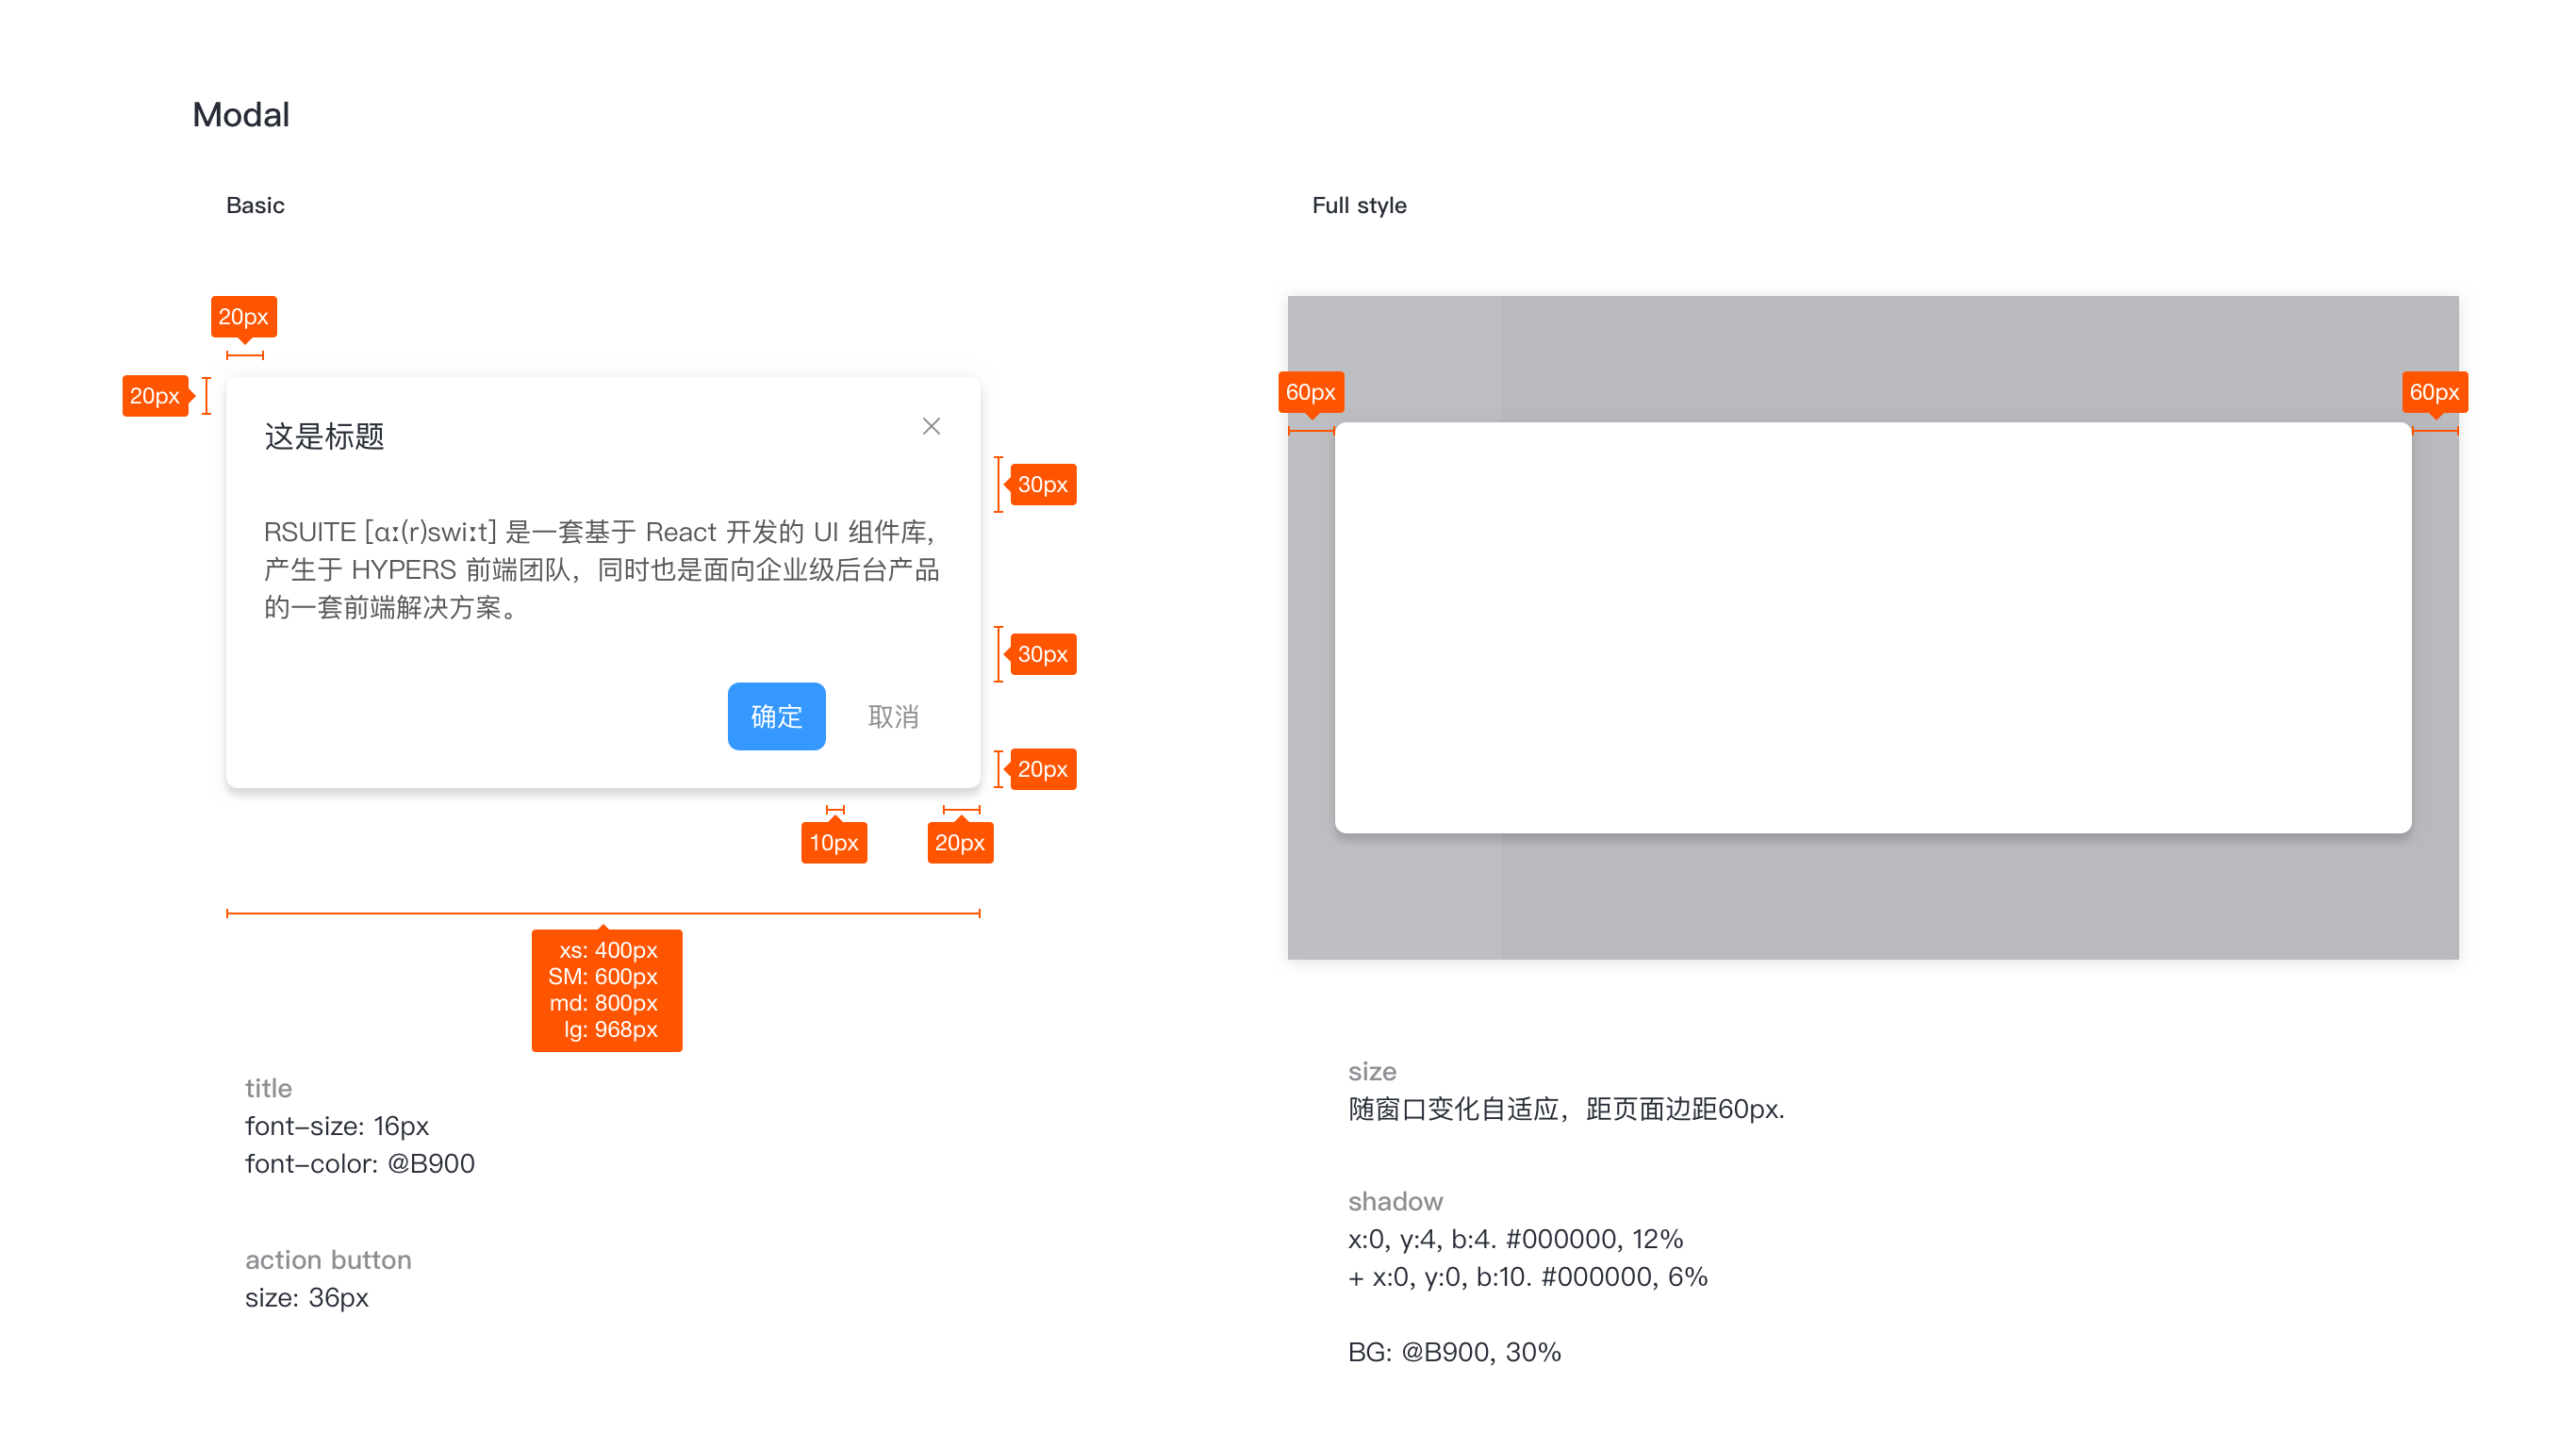 Modal
Basic
20px
20px
这是标题
30px
RSUITE [ɑː(r)swiːt] 是一套基于 React 开发的 UI 组件库,
产生于 HYPERS 前端团队，同时也是面向企业级后台产品
的一套前端解决方案。
30px
确定
取消
20px
10px
20px
xs: 400px
SM: 600px
md: 800px
lg: 968px
title
font-size: 16px
font-color: @B900
action button
size: 36px
Full style
60px
60px
size
随窗口变化自适应，距页面边距60px.
shadow
x:0, y:4, b:4. #000000, 12%
+ x:0, y:0, b:10. #000000, 6%
BG: @B900, 30%